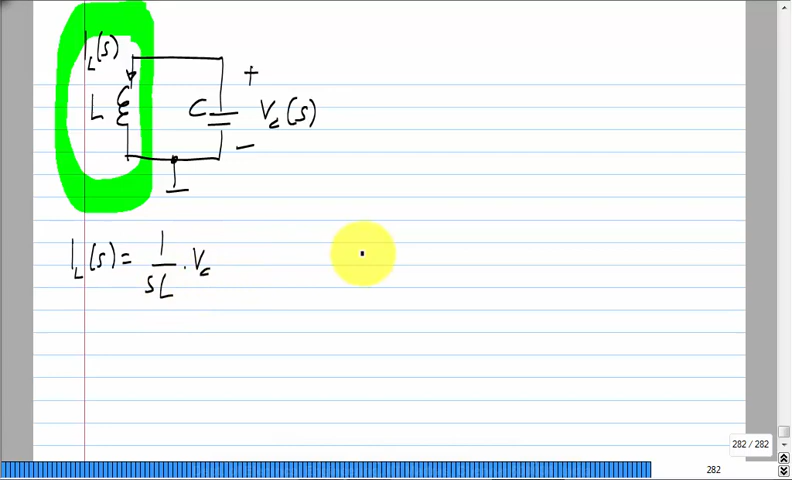 I_L(s)
+
L
C
V_c(s)
−
I_L(s) = 1/sL . V_c
282 / 282
282